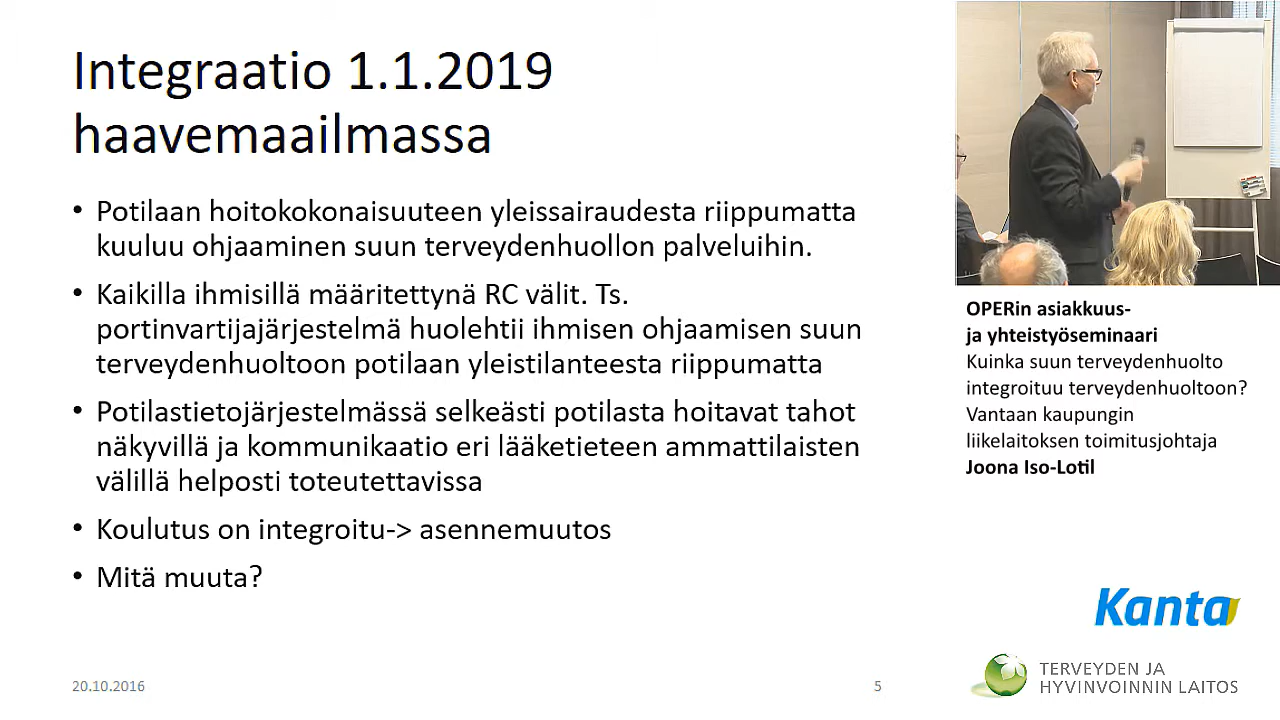 Integraatio 1.1.2019
haavemaailmassa
• Potilaan hoitokokonaisuuteen yleissairaudesta riippumatta
kuuluu ohjaaminen suun terveydenhuollon palveluihin.
• Kaikilla ihmisillä määritettynä RC välit. Ts.
portinvartijajärjestelmä huolehtii ihmisen ohjaamisen suun
terveydenhuoltoon potilaan yleistilanteesta riippumatta
• Potilastietojärjestelmässä selkeästi potilasta hoitavat tahot
näkyvillä ja kommunikaatio eri lääketieteen ammattilaisten
välillä helposti toteutettavissa
• Koulutus on integroitu-> asennemuutos
• Mitä muuta?
20.10.2016
5
OPERin asiakkuus-
ja yhteistyöseminaari
Kuinka suun terveydenhuolto
integroituu terveydenhuoltoon?
Vantaan kaupungin
liikelaitoksen toimitusjohtaja
Joona Iso-Lotil
Kanta
TERVEYDEN JA
HYVINVOINNIN LAITOS